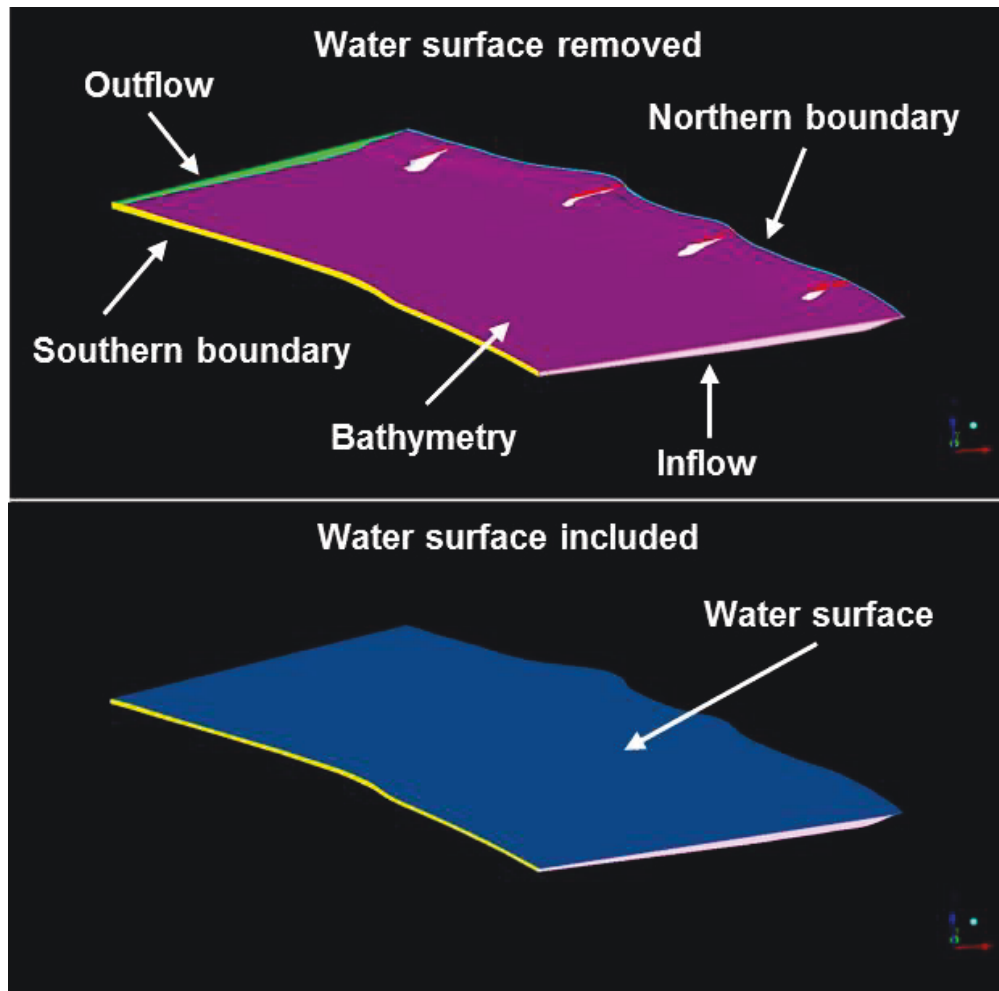 Water surface removed
Outflow
Northern boundary
Southern boundary
Bathymetry
Inflow
Water surface included
Water surface